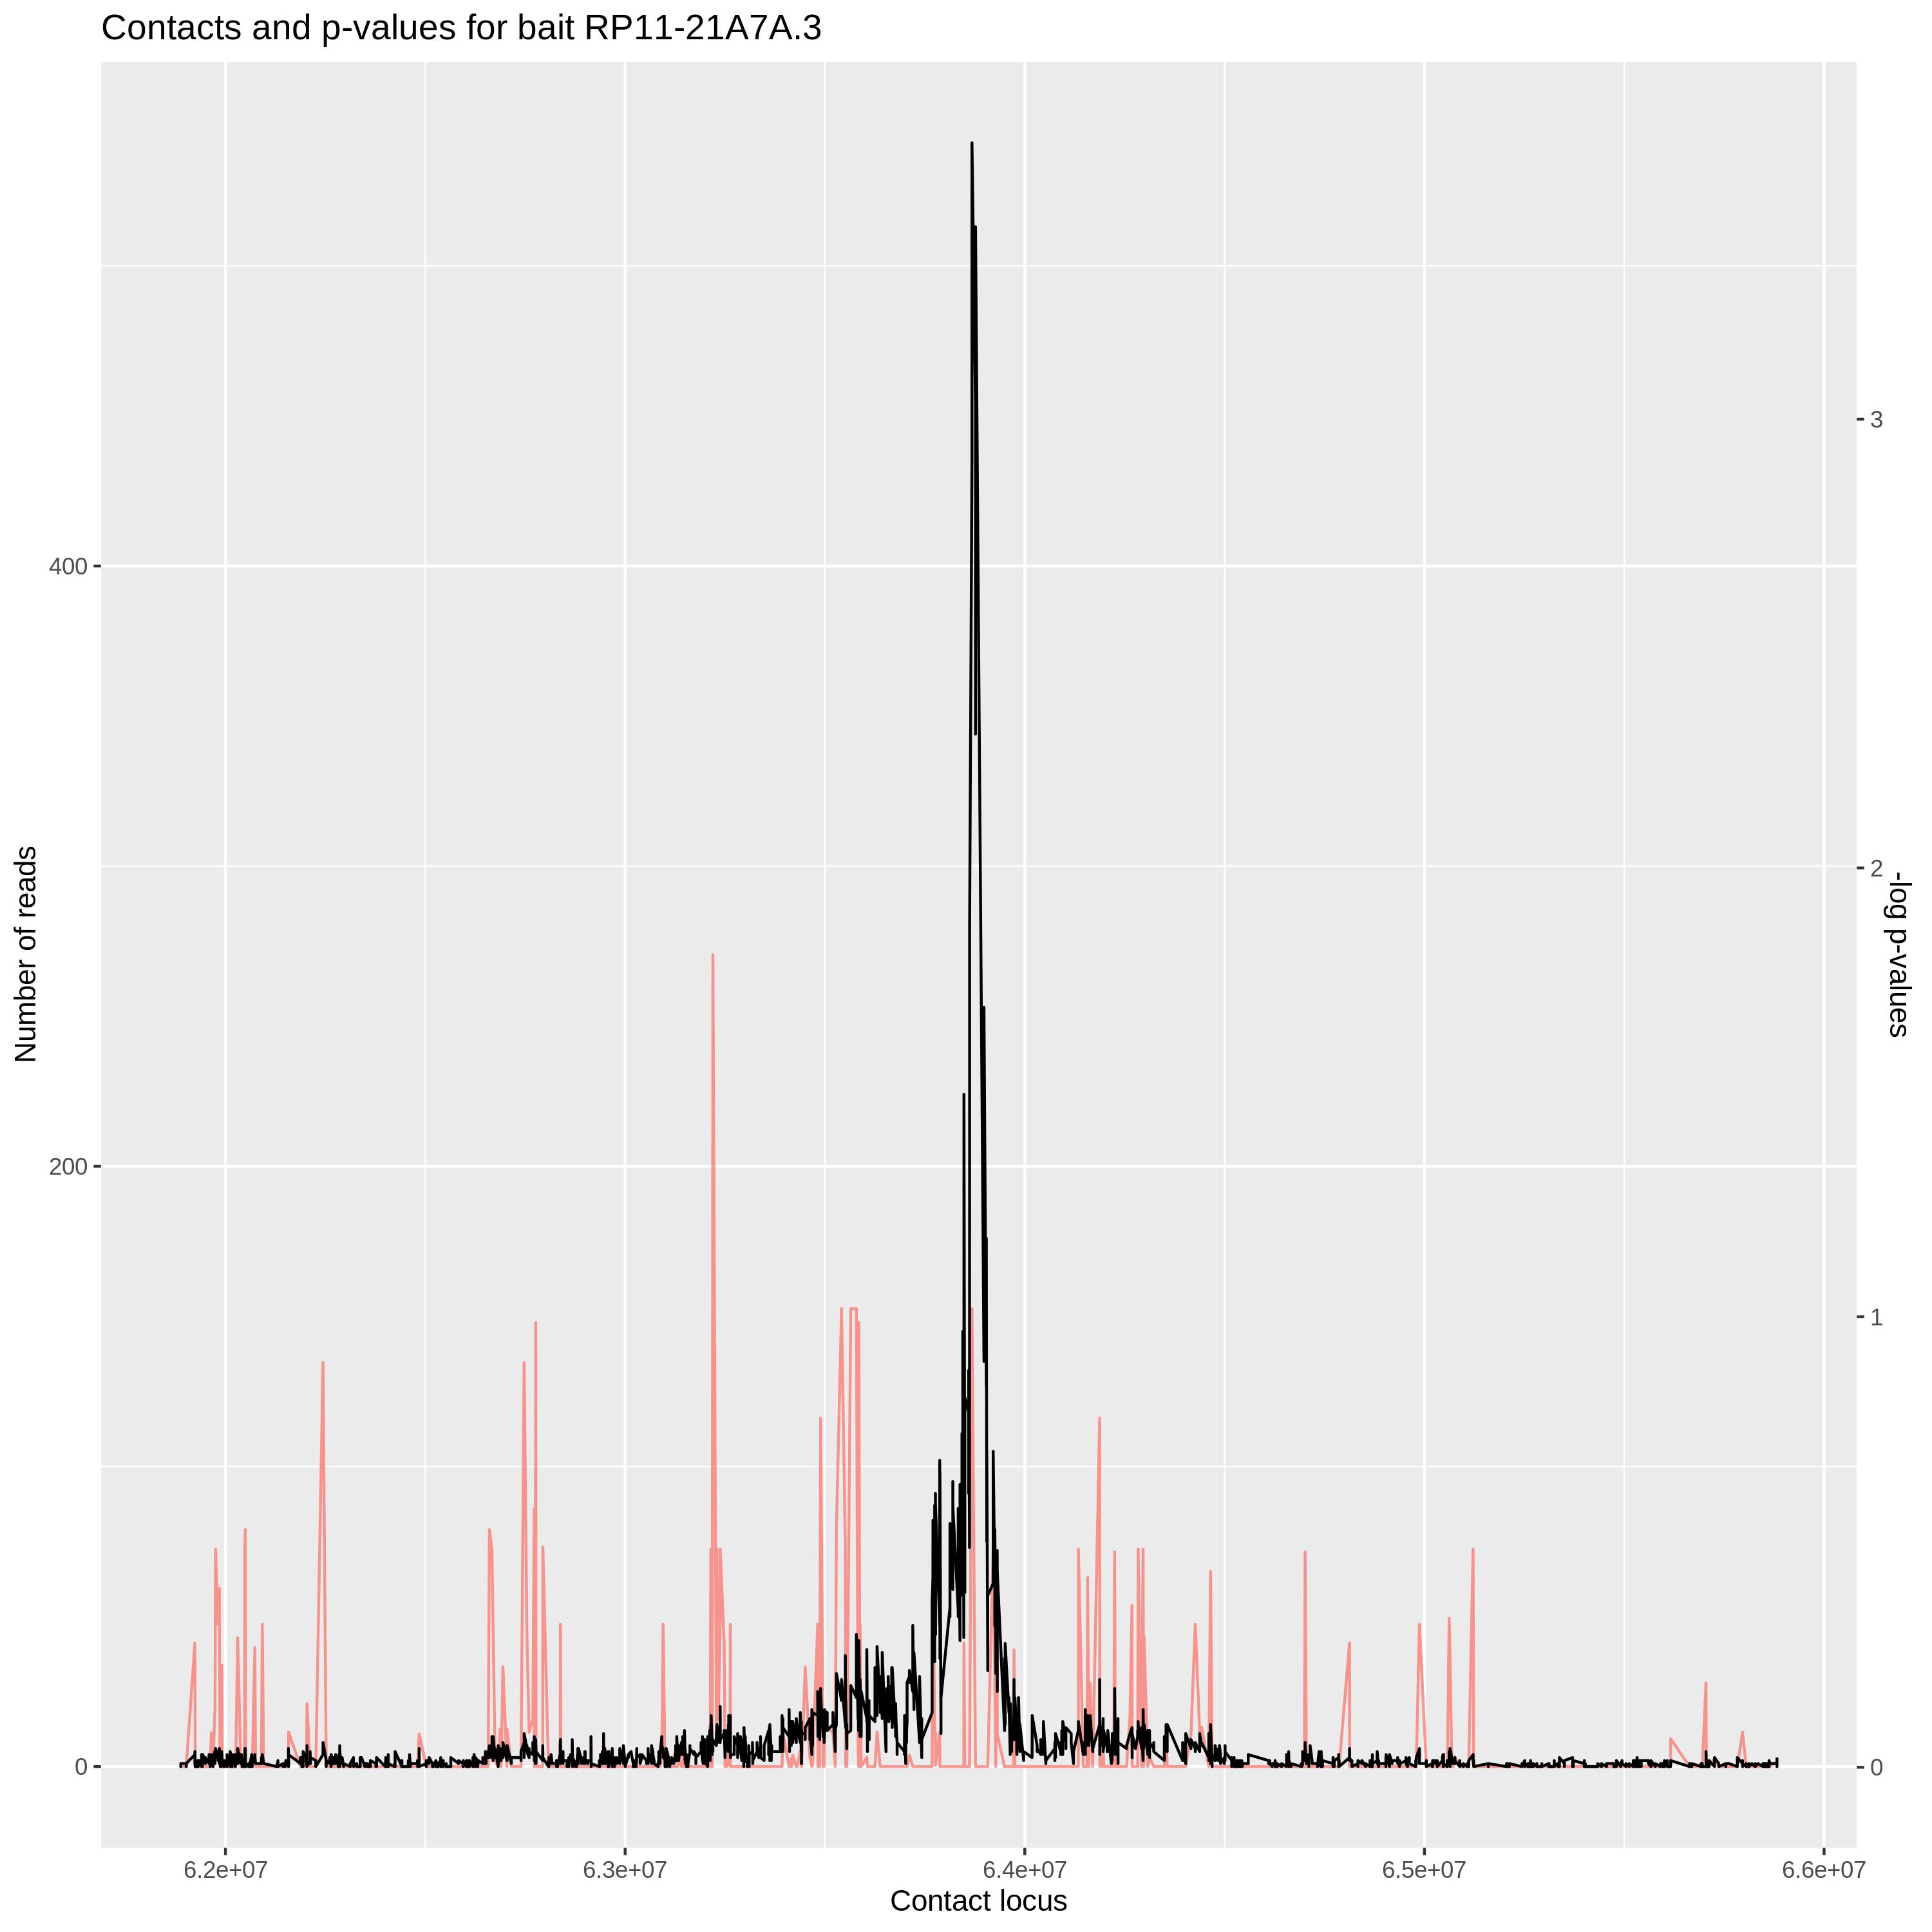 Contacts and p-values for bait RP11-21A7A.3
Number of reads
400
200
0
3
2
1
0
-log p-values
6.2e+07
6.3e+07
6.4e+07
6.5e+07
6.6e+07
Contact locus